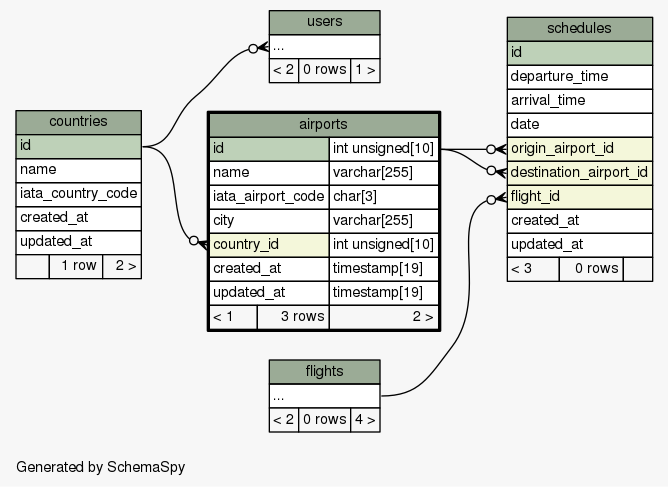 users
...
< 2 0 rows 1 >
schedules
id
departure_time
arrival_time
date
origin_airport_id
destination_airport_id
flight_id
created_at
updated_at
< 3 0 rows
countries
id
name
iata_country_code
created_at
updated_at
1 row 2 >
airports
id int unsigned[10]
name varchar[255]
iata_airport_code char[3]
city varchar[255]
country_id int unsigned[10]
created_at timestamp[19]
updated_at timestamp[19]
< 1 3 rows 2 >
flights
...
< 2 0 rows 4 >
Generated by SchemaSpy